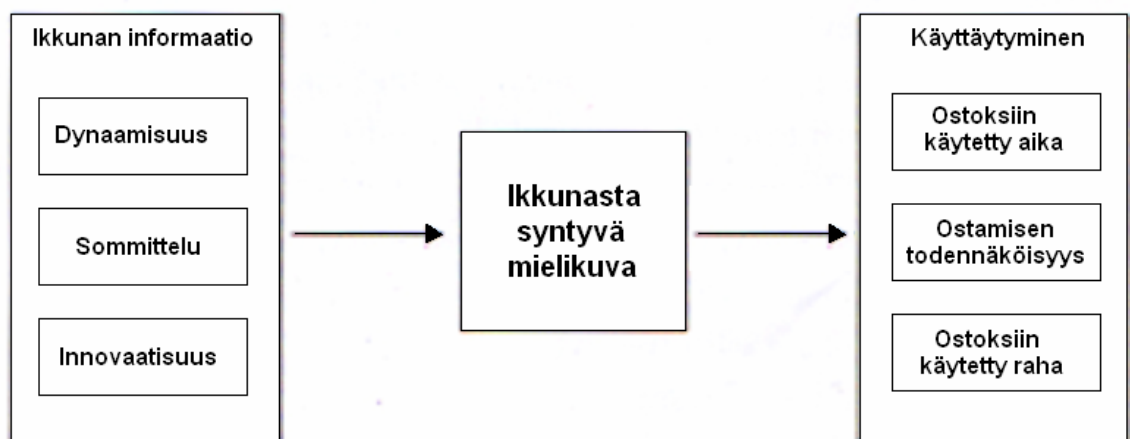 Ikkunan informaatio
Dynaamisuus
Sommittelu
Innovaatisuus
Ikkunasta
syntyvä
mielikuva
Käyttäytyminen
Ostoksiin
käytetty aika
Ostamisen
todennäköisyys
Ostoksiin
käytetty raha